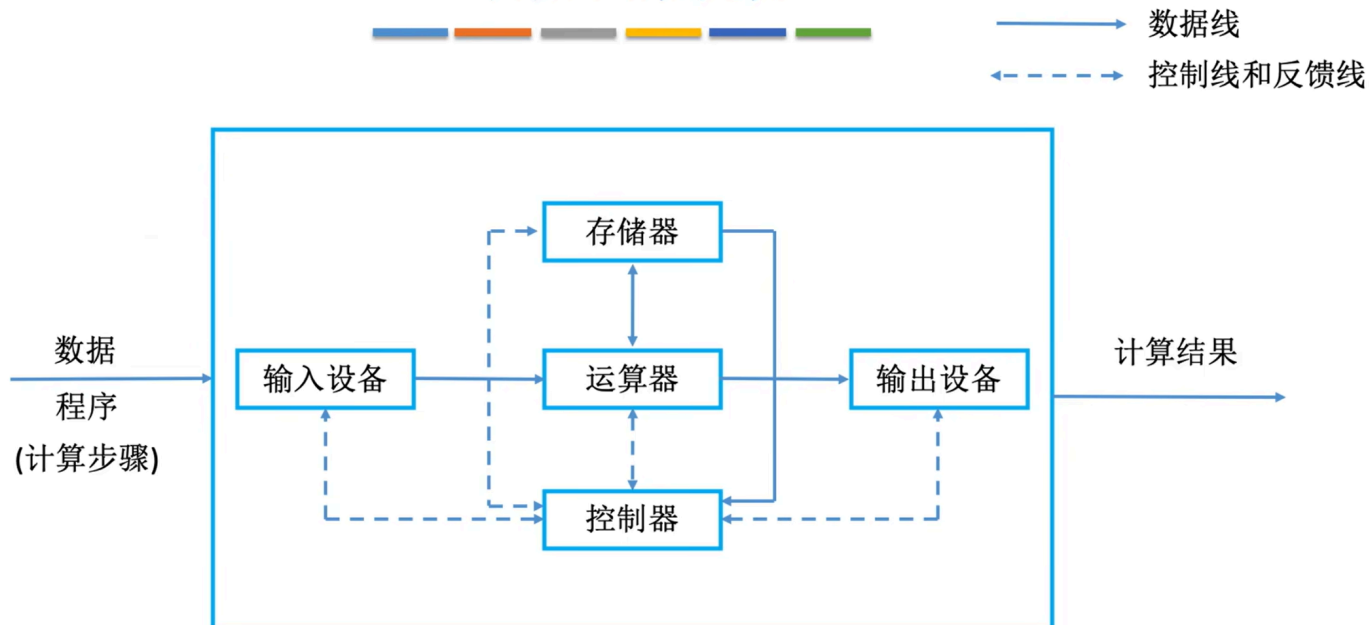 数据线
控制线和反馈线
存储器
数据
程序
(计算步骤)
输入设备
运算器
输出设备
计算结果
控制器